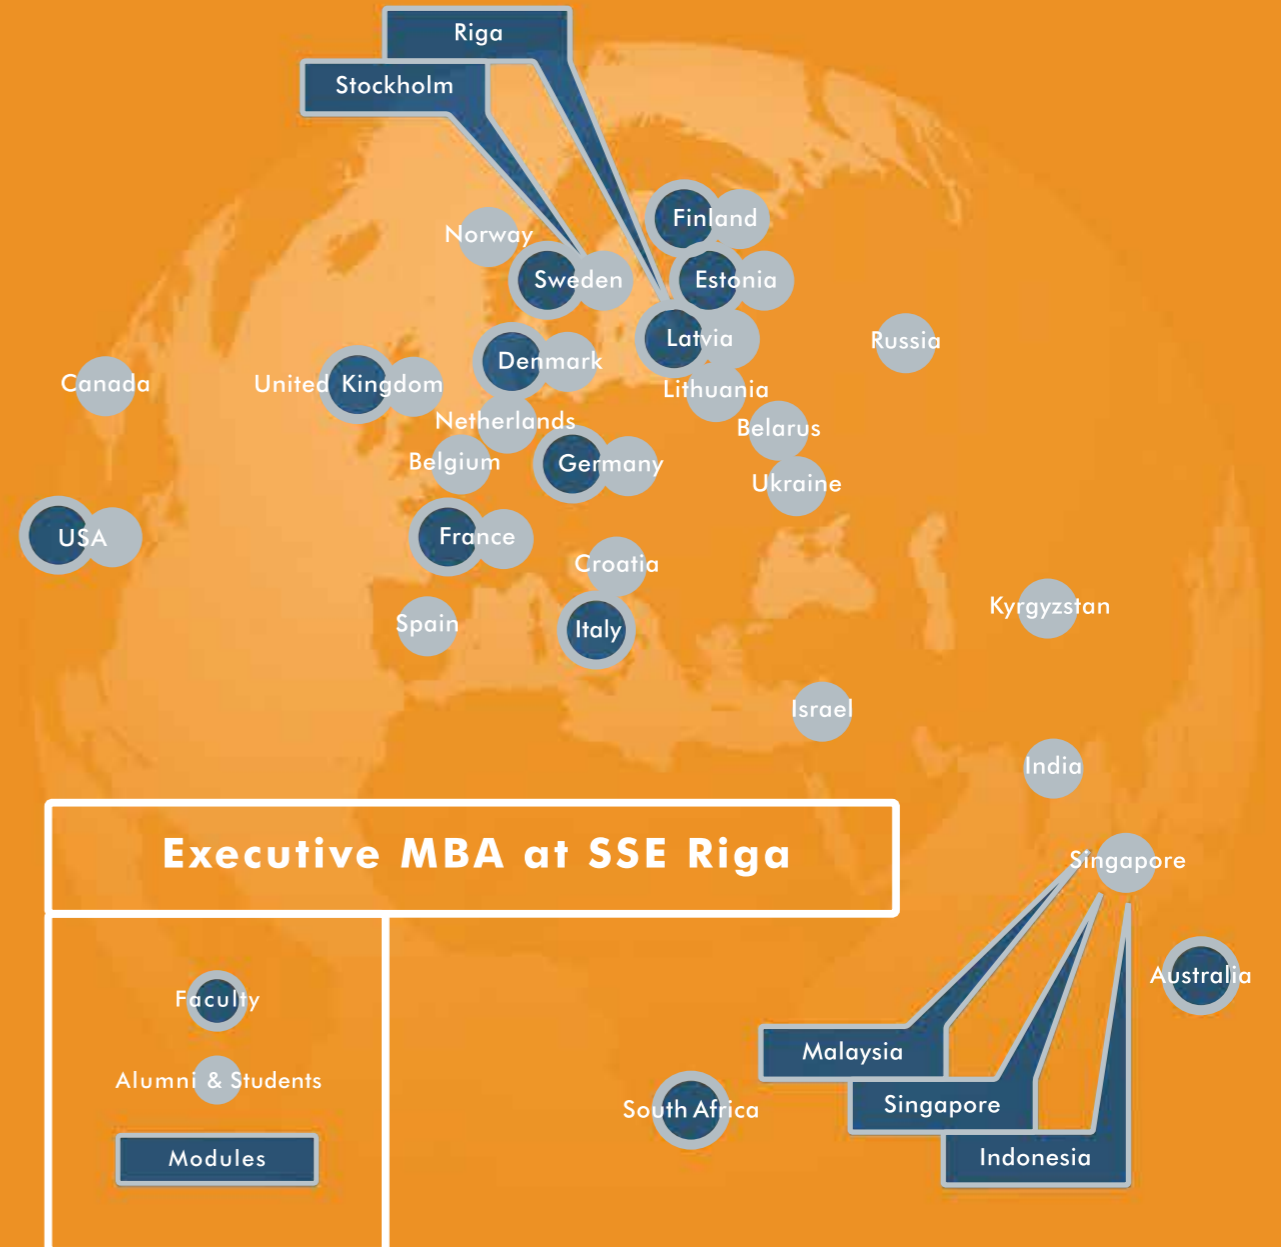 Riga
Stockholm
Finland
Norway
Sweden
Estonia
Latvia
Russia
Denmark
Canada
United Kingdom
Lithuania
Netherlands
Belarus
Belgium
Germany
Ukraine
USA
France
Croatia
Kyrgyzstan
Spain
Italy
Israel
India
Executive MBA at SSE Riga
Singapore
Australia
Faculty
Malaysia
Alumni & Students
Singapore
South Africa
Modules
Indonesia